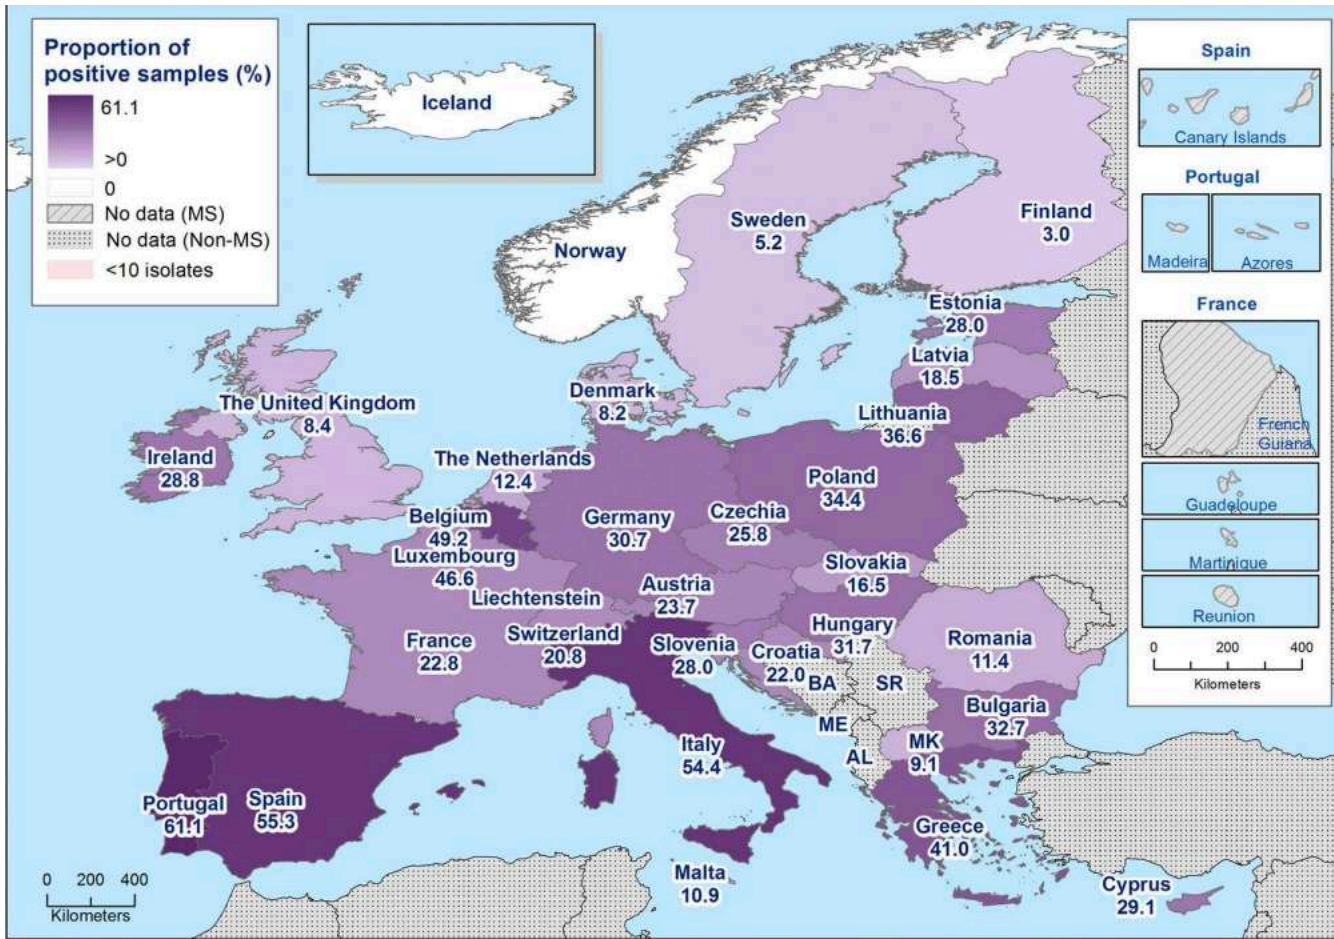 Proportion of
positive samples (%)
61.1
>0
0
No data (MS)
No data (Non-MS)
<10 isolates
Iceland
Norway
Sweden
5.2
Finland
3.0
Estonia
28.0
Latvia
18.5
Lithuania
36.6
Denmark
8.2
The United Kingdom
8.4
Ireland
28.8
The Netherlands
12.4
Belgium
49.2
Luxembourg
46.6
Germany
30.7
Poland
34.4
Czechia
25.8
Slovakia
16.5
Austria
23.7
Liechtenstein
Switzerland
20.8
France
22.8
Hungary
31.7
Slovenia
28.0
Croatia
22.0
Romania
11.4
BA
SR
Bulgaria
32.7
ME
MK
9.1
AL
Italy
54.4
Portugal
61.1
Spain
55.3
Greece
41.0
Malta
10.9
Cyprus
29.1
0 200 400
Kilometers
Spain
Canary Islands
Portugal
Madeira
Azores
France
French
Guiana
Guadeloupe
Martinique
Reunion
0 200 400
Kilometers